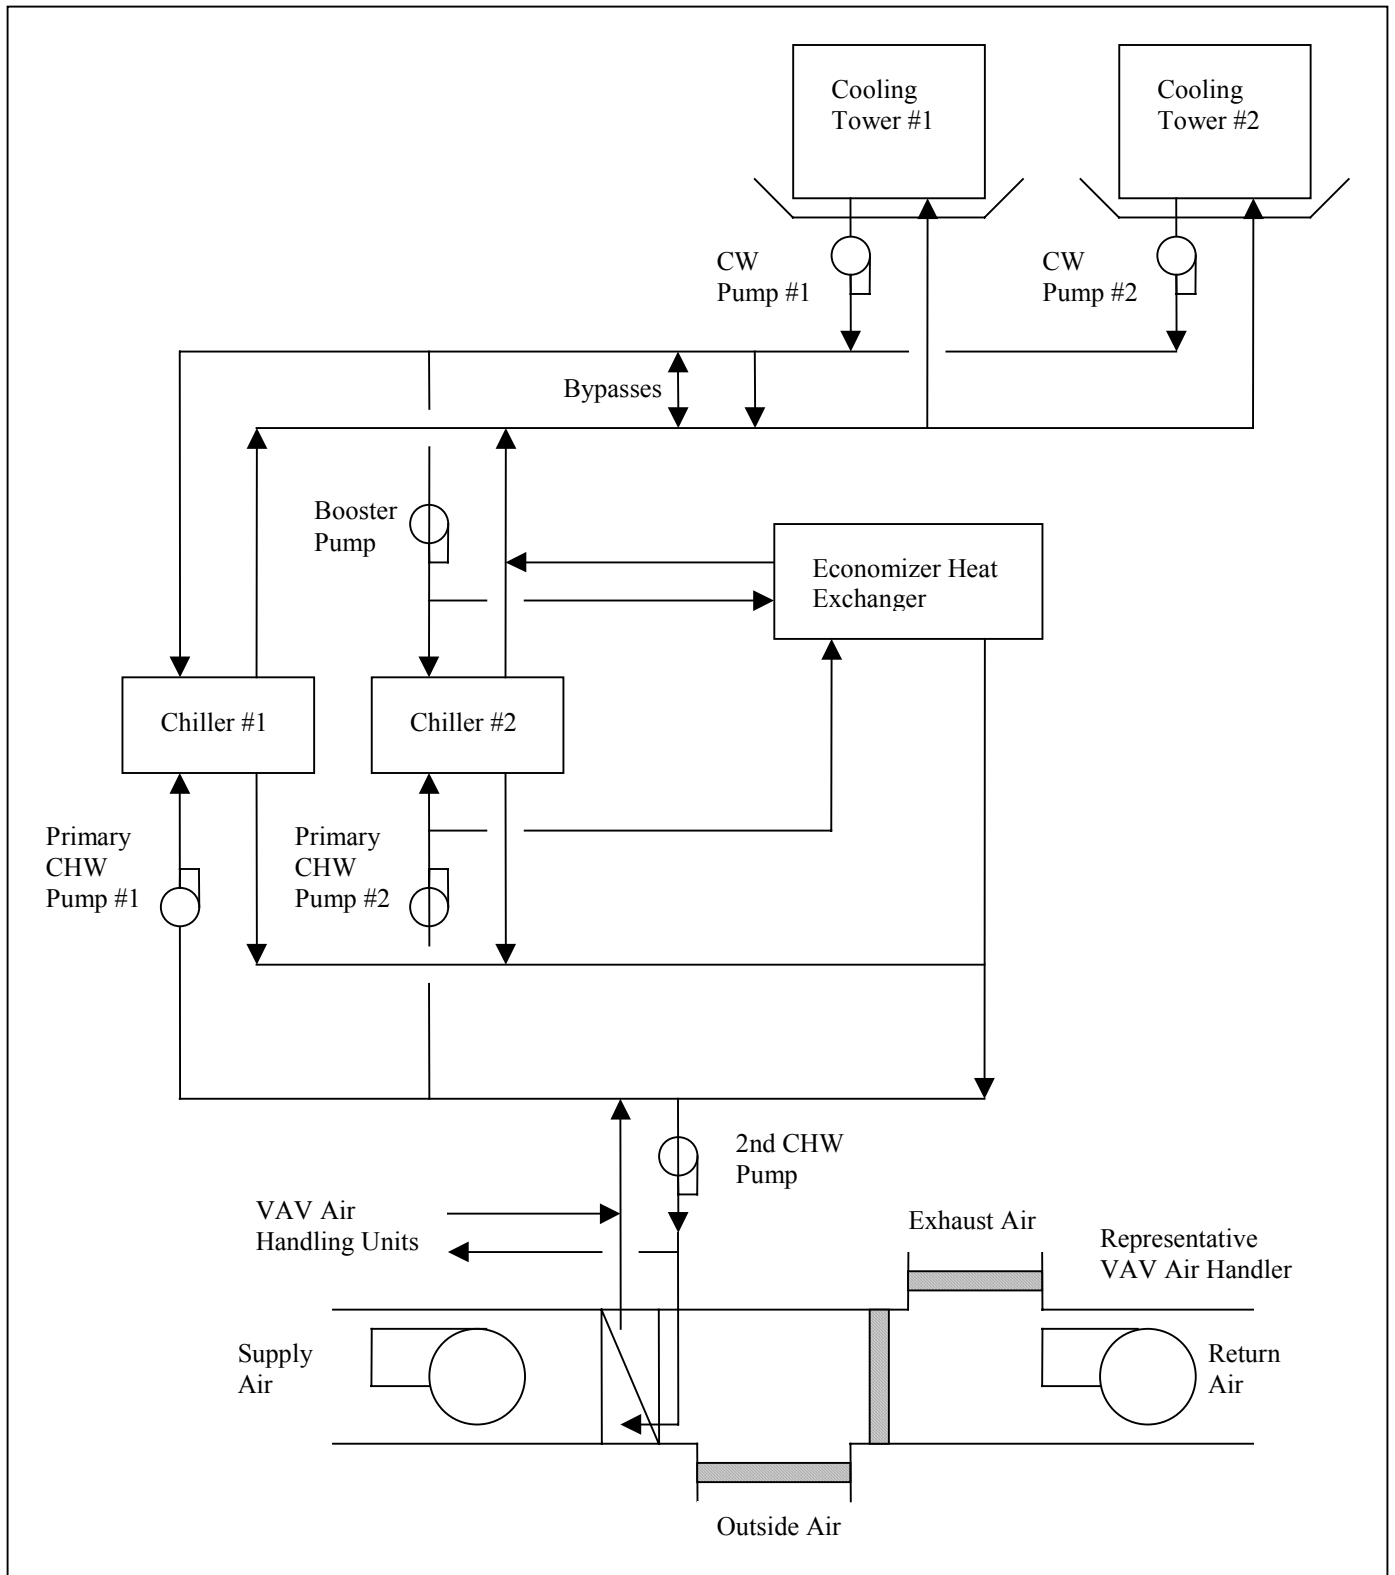 Cooling
Tower #1
Cooling
Tower #2
CW
Pump #1
CW
Pump #2
Bypasses
Booster
Pump
Economizer Heat
Exchanger
Chiller #1
Chiller #2
Primary
CHW
Pump #1
Primary
CHW
Pump #2
2nd CHW
Pump
VAV Air
Handling Units
Exhaust Air
Representative
VAV Air Handler
Supply
Air
Return
Air
Outside Air